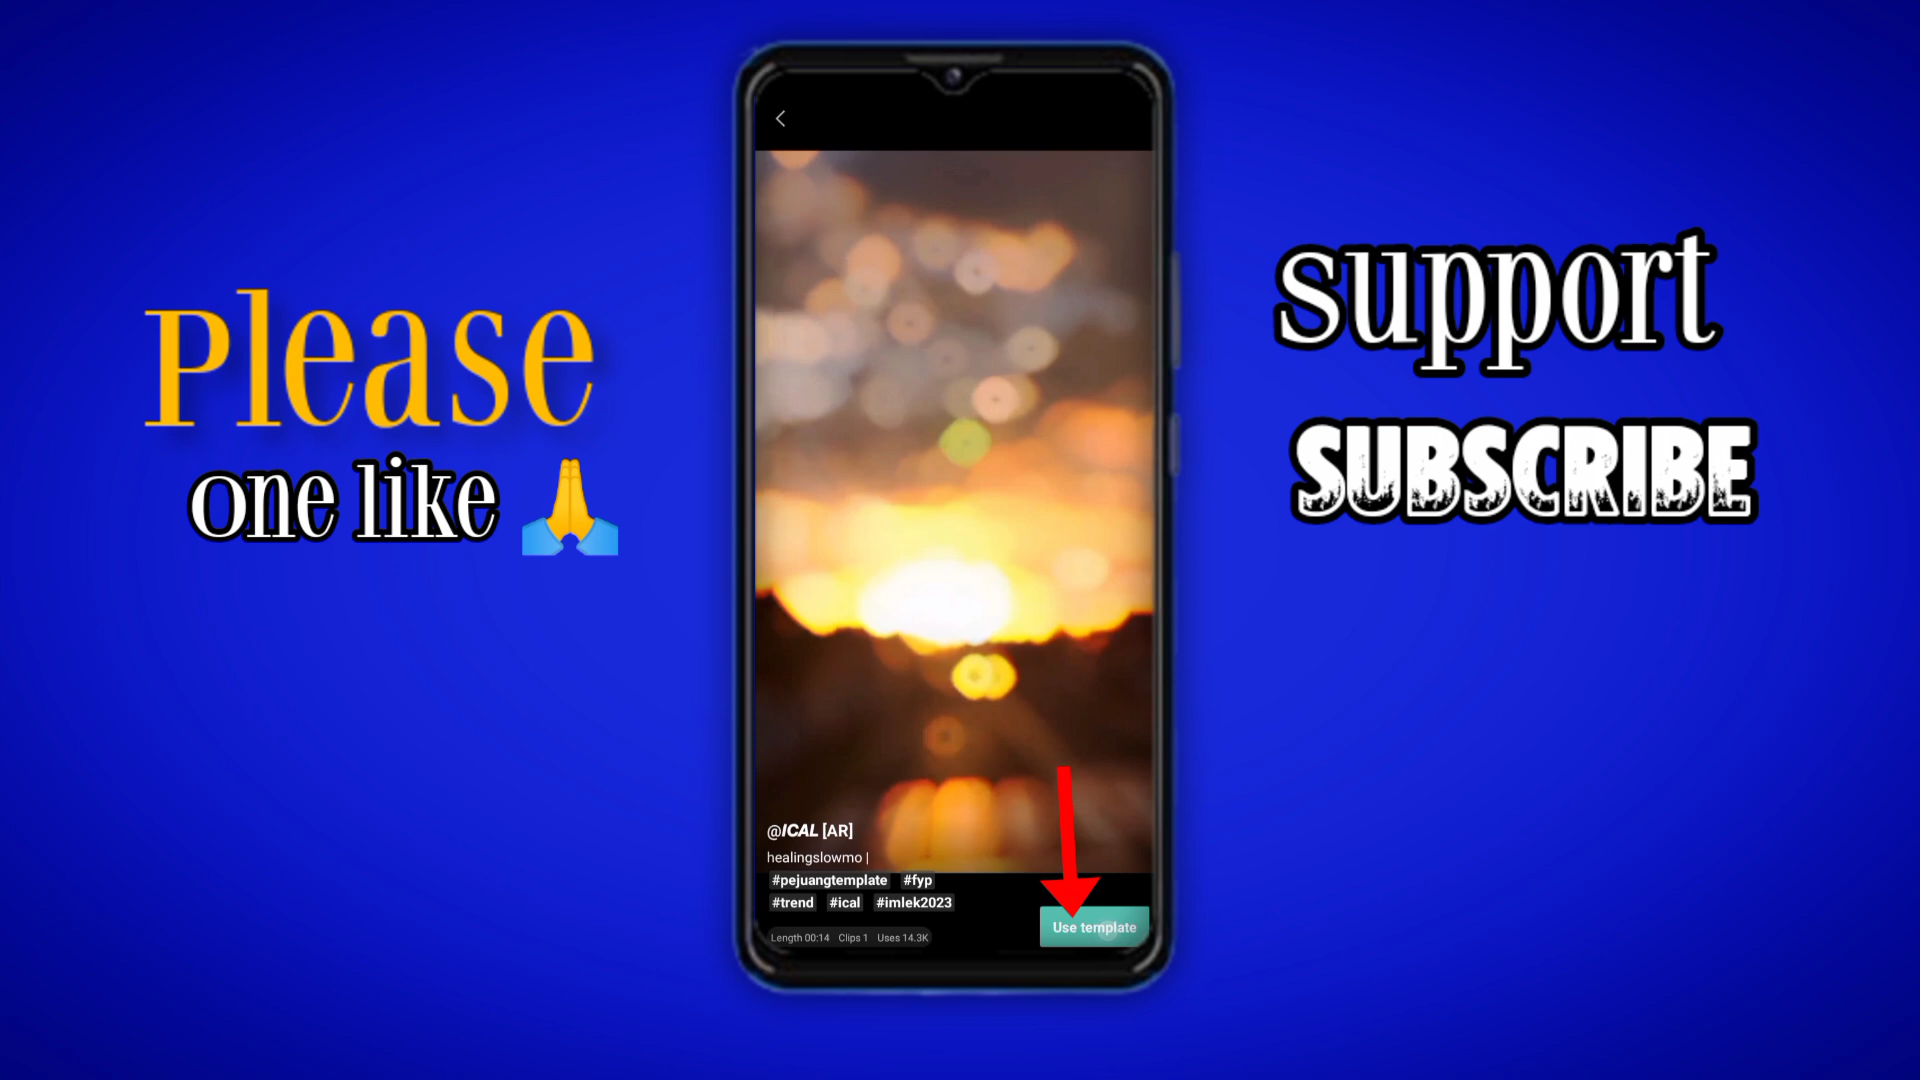 Please
one like 🙏
support
SUBSCRIBE
@ICAL [AR]
healingslowmo |
#pejuangtemplate #fyp
#trend #ical #imlek2023
Length 00:14 Clips 1 Uses 14.3K
Use template